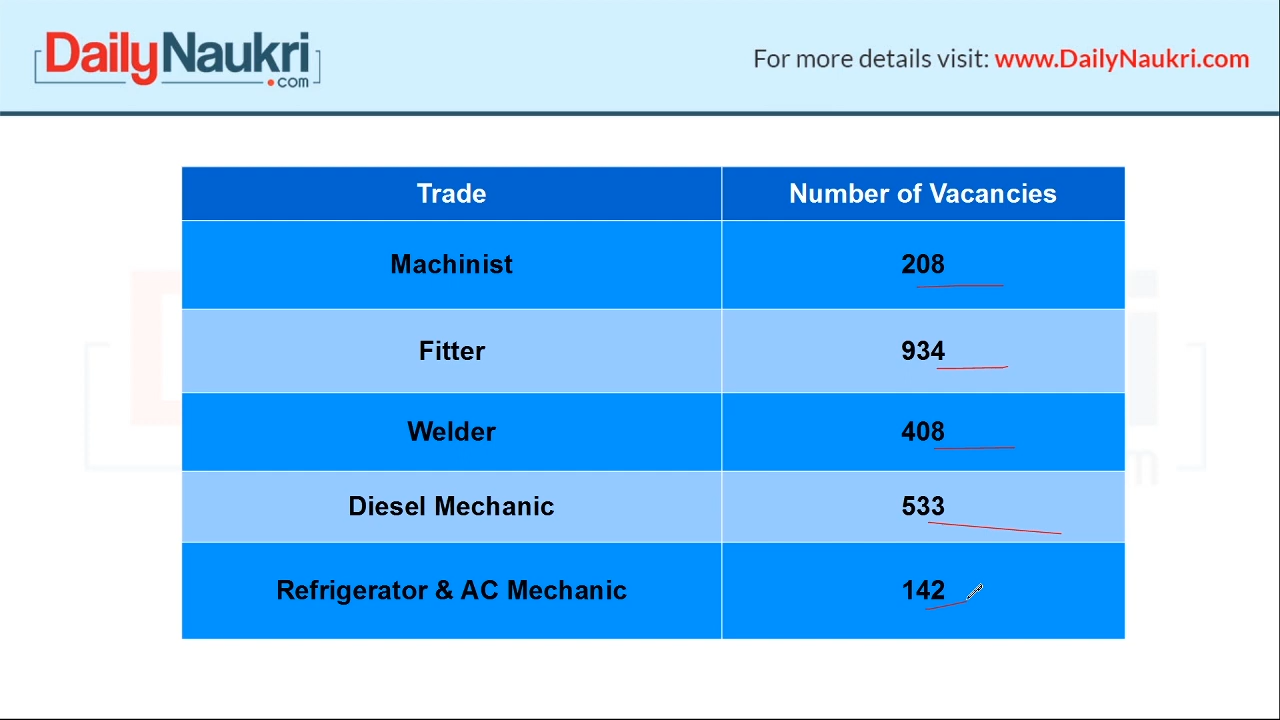 DailyNaukri
.com
For more details visit: www.DailyNaukri.com
Trade Number of Vacancies
Machinist 208
Fitter 934
Welder 408
Diesel Mechanic 533
Refrigerator & AC Mechanic 142